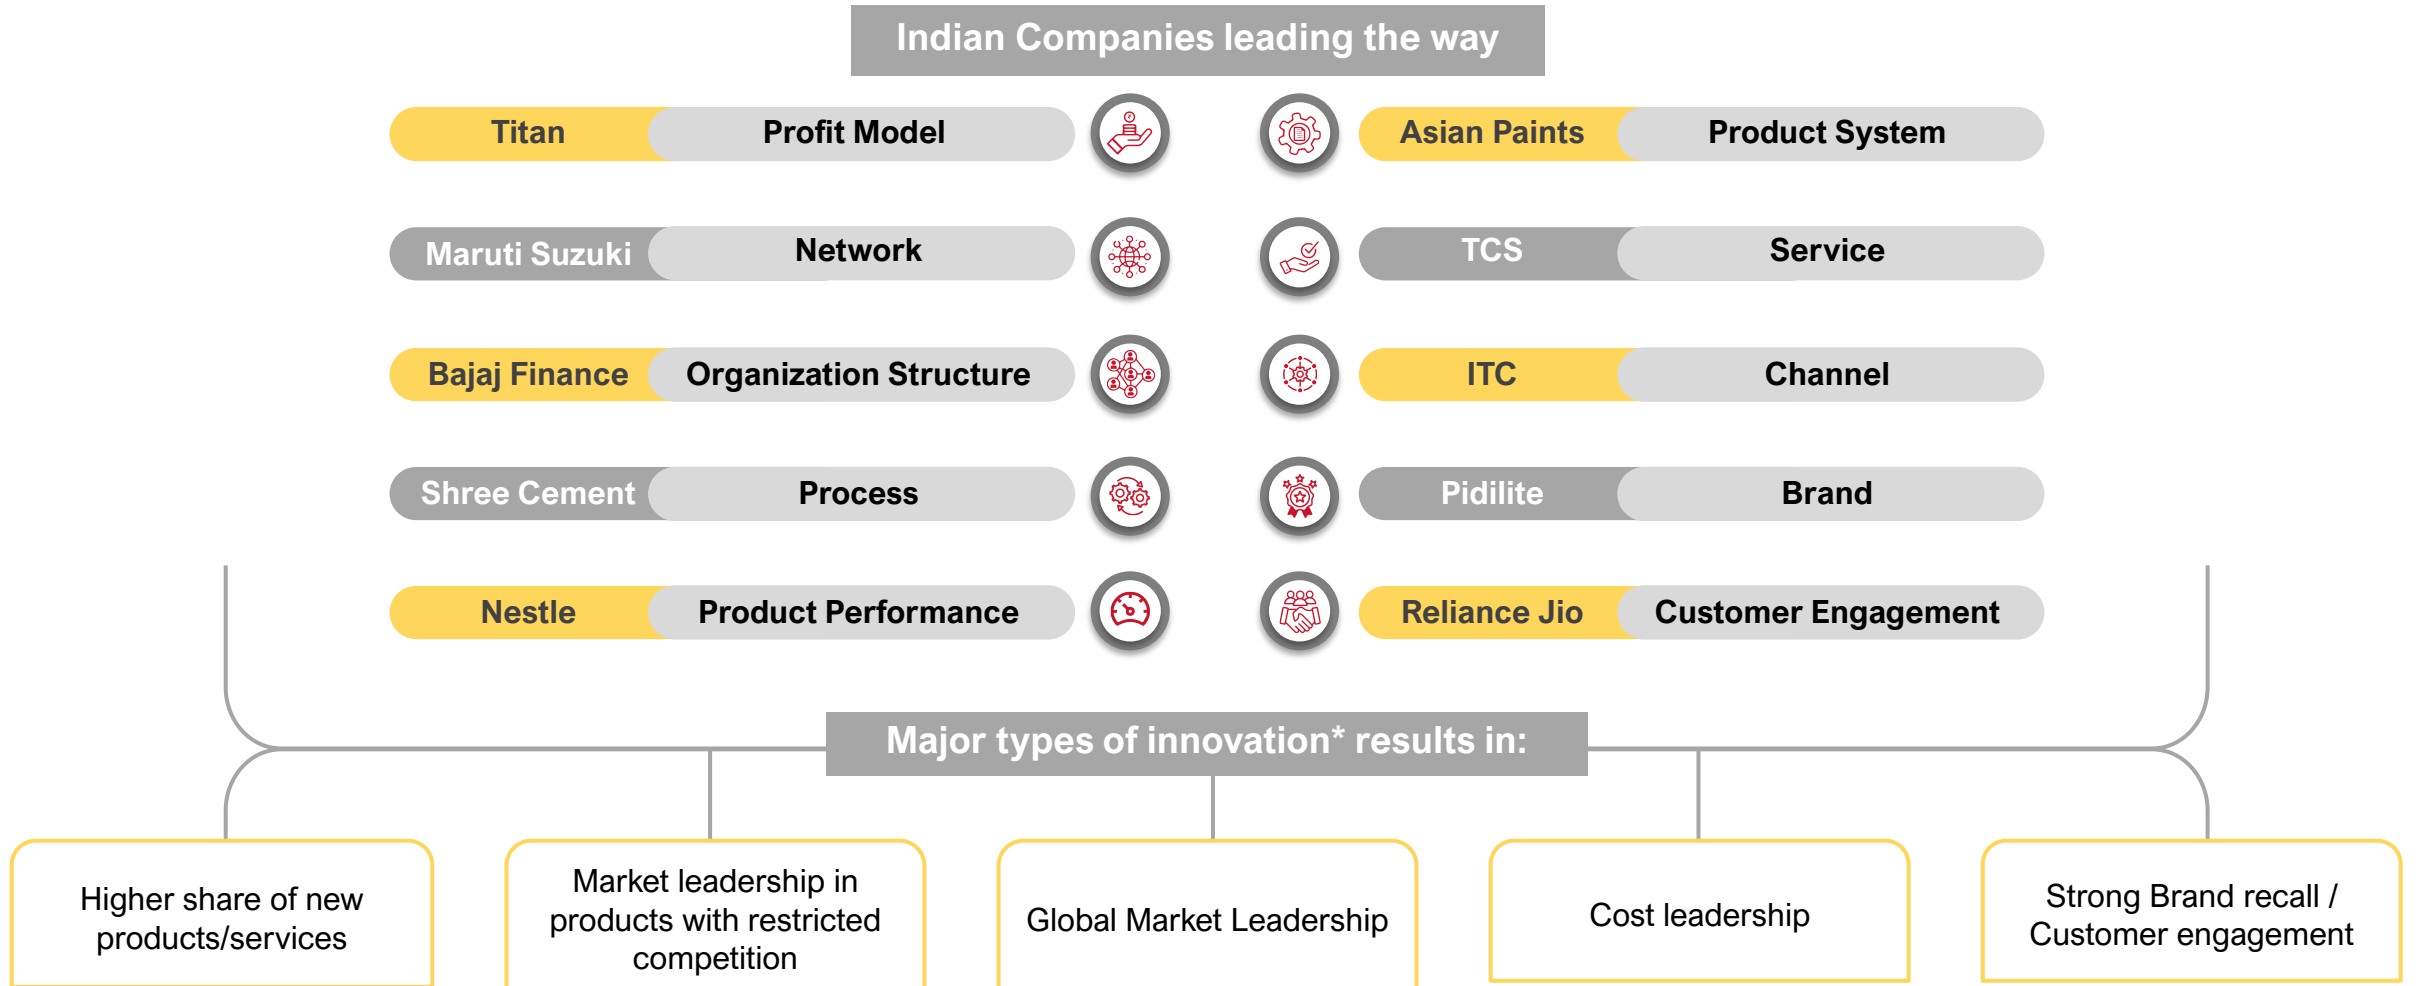 Indian Companies leading the way
Titan
Profit Model
Asian Paints
Product System
Maruti Suzuki
Network
TCS
Service
Bajaj Finance
Organization Structure
ITC
Channel
Shree Cement
Process
Pidilite
Brand
Nestle
Product Performance
Reliance Jio
Customer Engagement
Major types of innovation* results in:
Higher share of new
products/services
Market leadership in
products with restricted
competition
Global Market Leadership
Cost leadership
Strong Brand recall /
Customer engagement